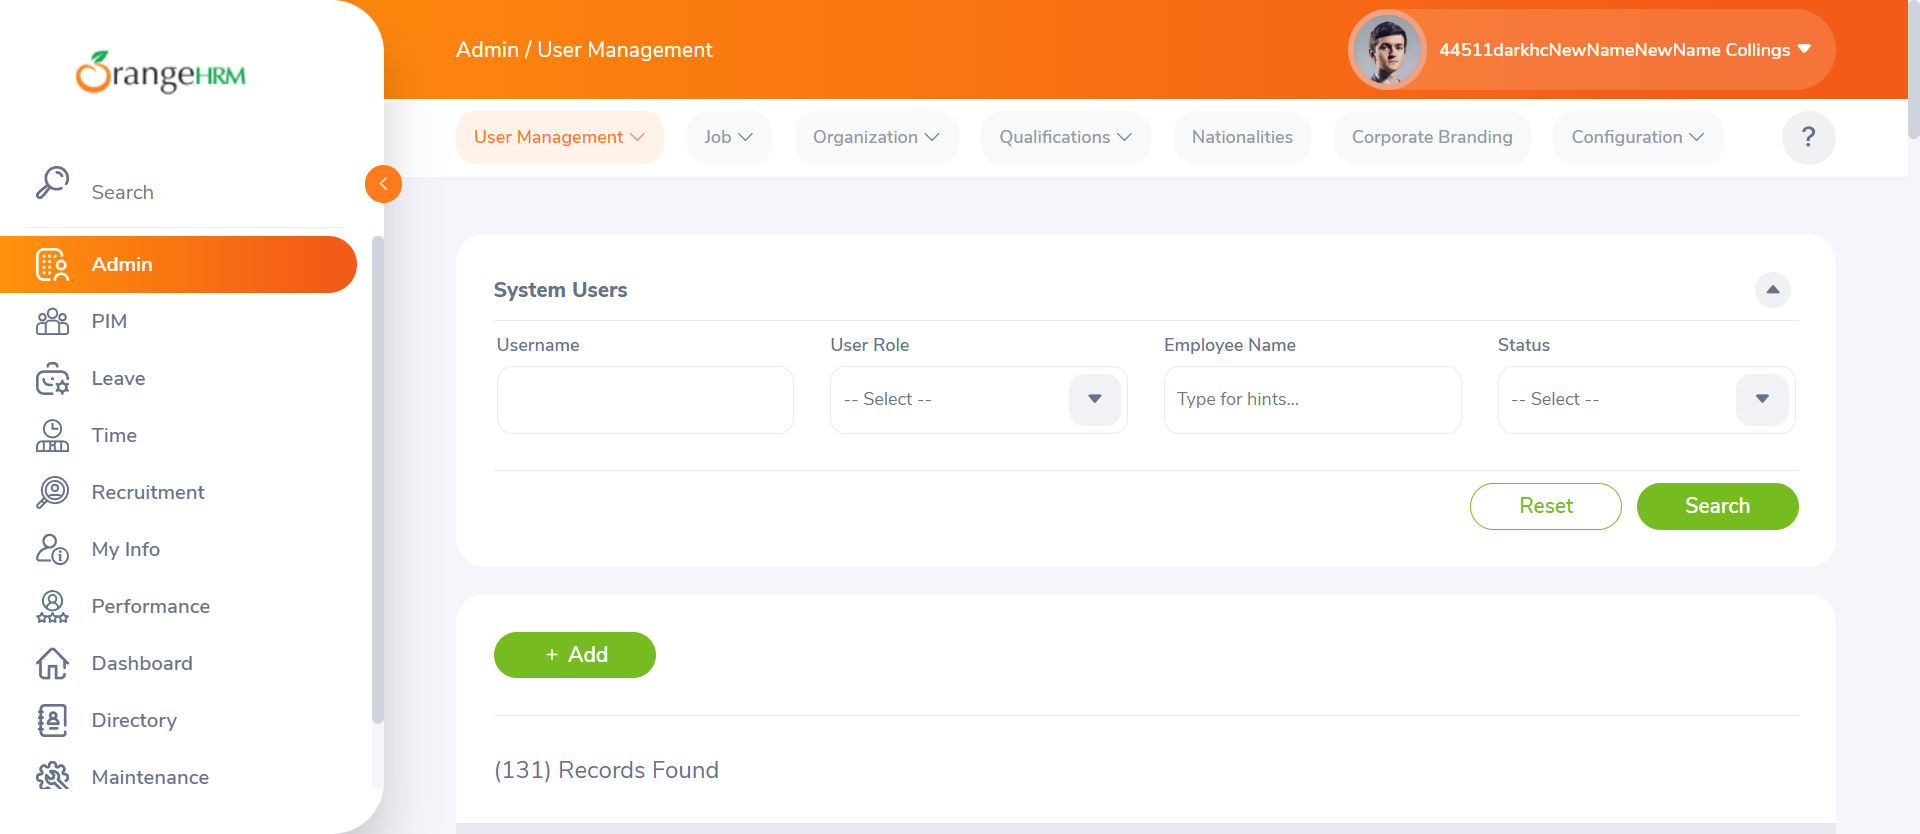 OrangeHRM
Admin / User Management
44511darkhcNewNameNewName Collings
User Management
Job
Organization
Qualifications
Nationalities
Corporate Branding
Configuration
?
Search
Admin
PIM
Leave
Time
Recruitment
My Info
Performance
Dashboard
Directory
Maintenance
System Users
Username
User Role
Employee Name
Status
-- Select --
Type for hints...
-- Select --
Reset
Search
+ Add
(131) Records Found